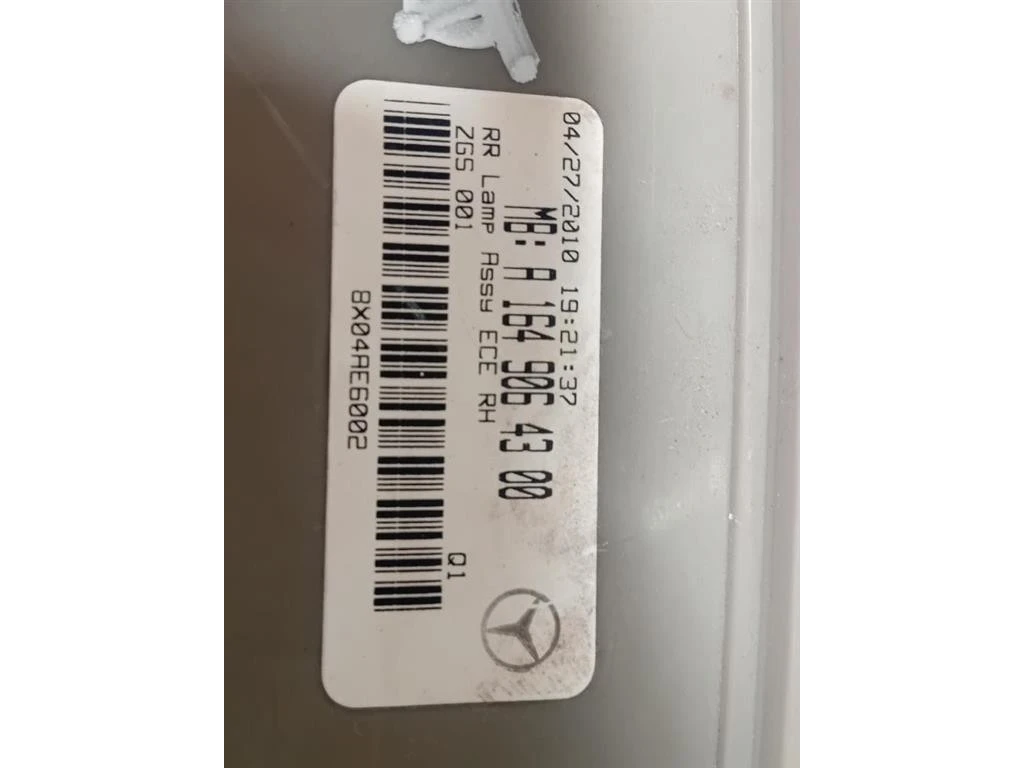 04/27/2010 19:21:37
MB: A 164 906 43 00
RR Lamp Assy ECE RH
ZGS 001
Q1
8X04AE6002